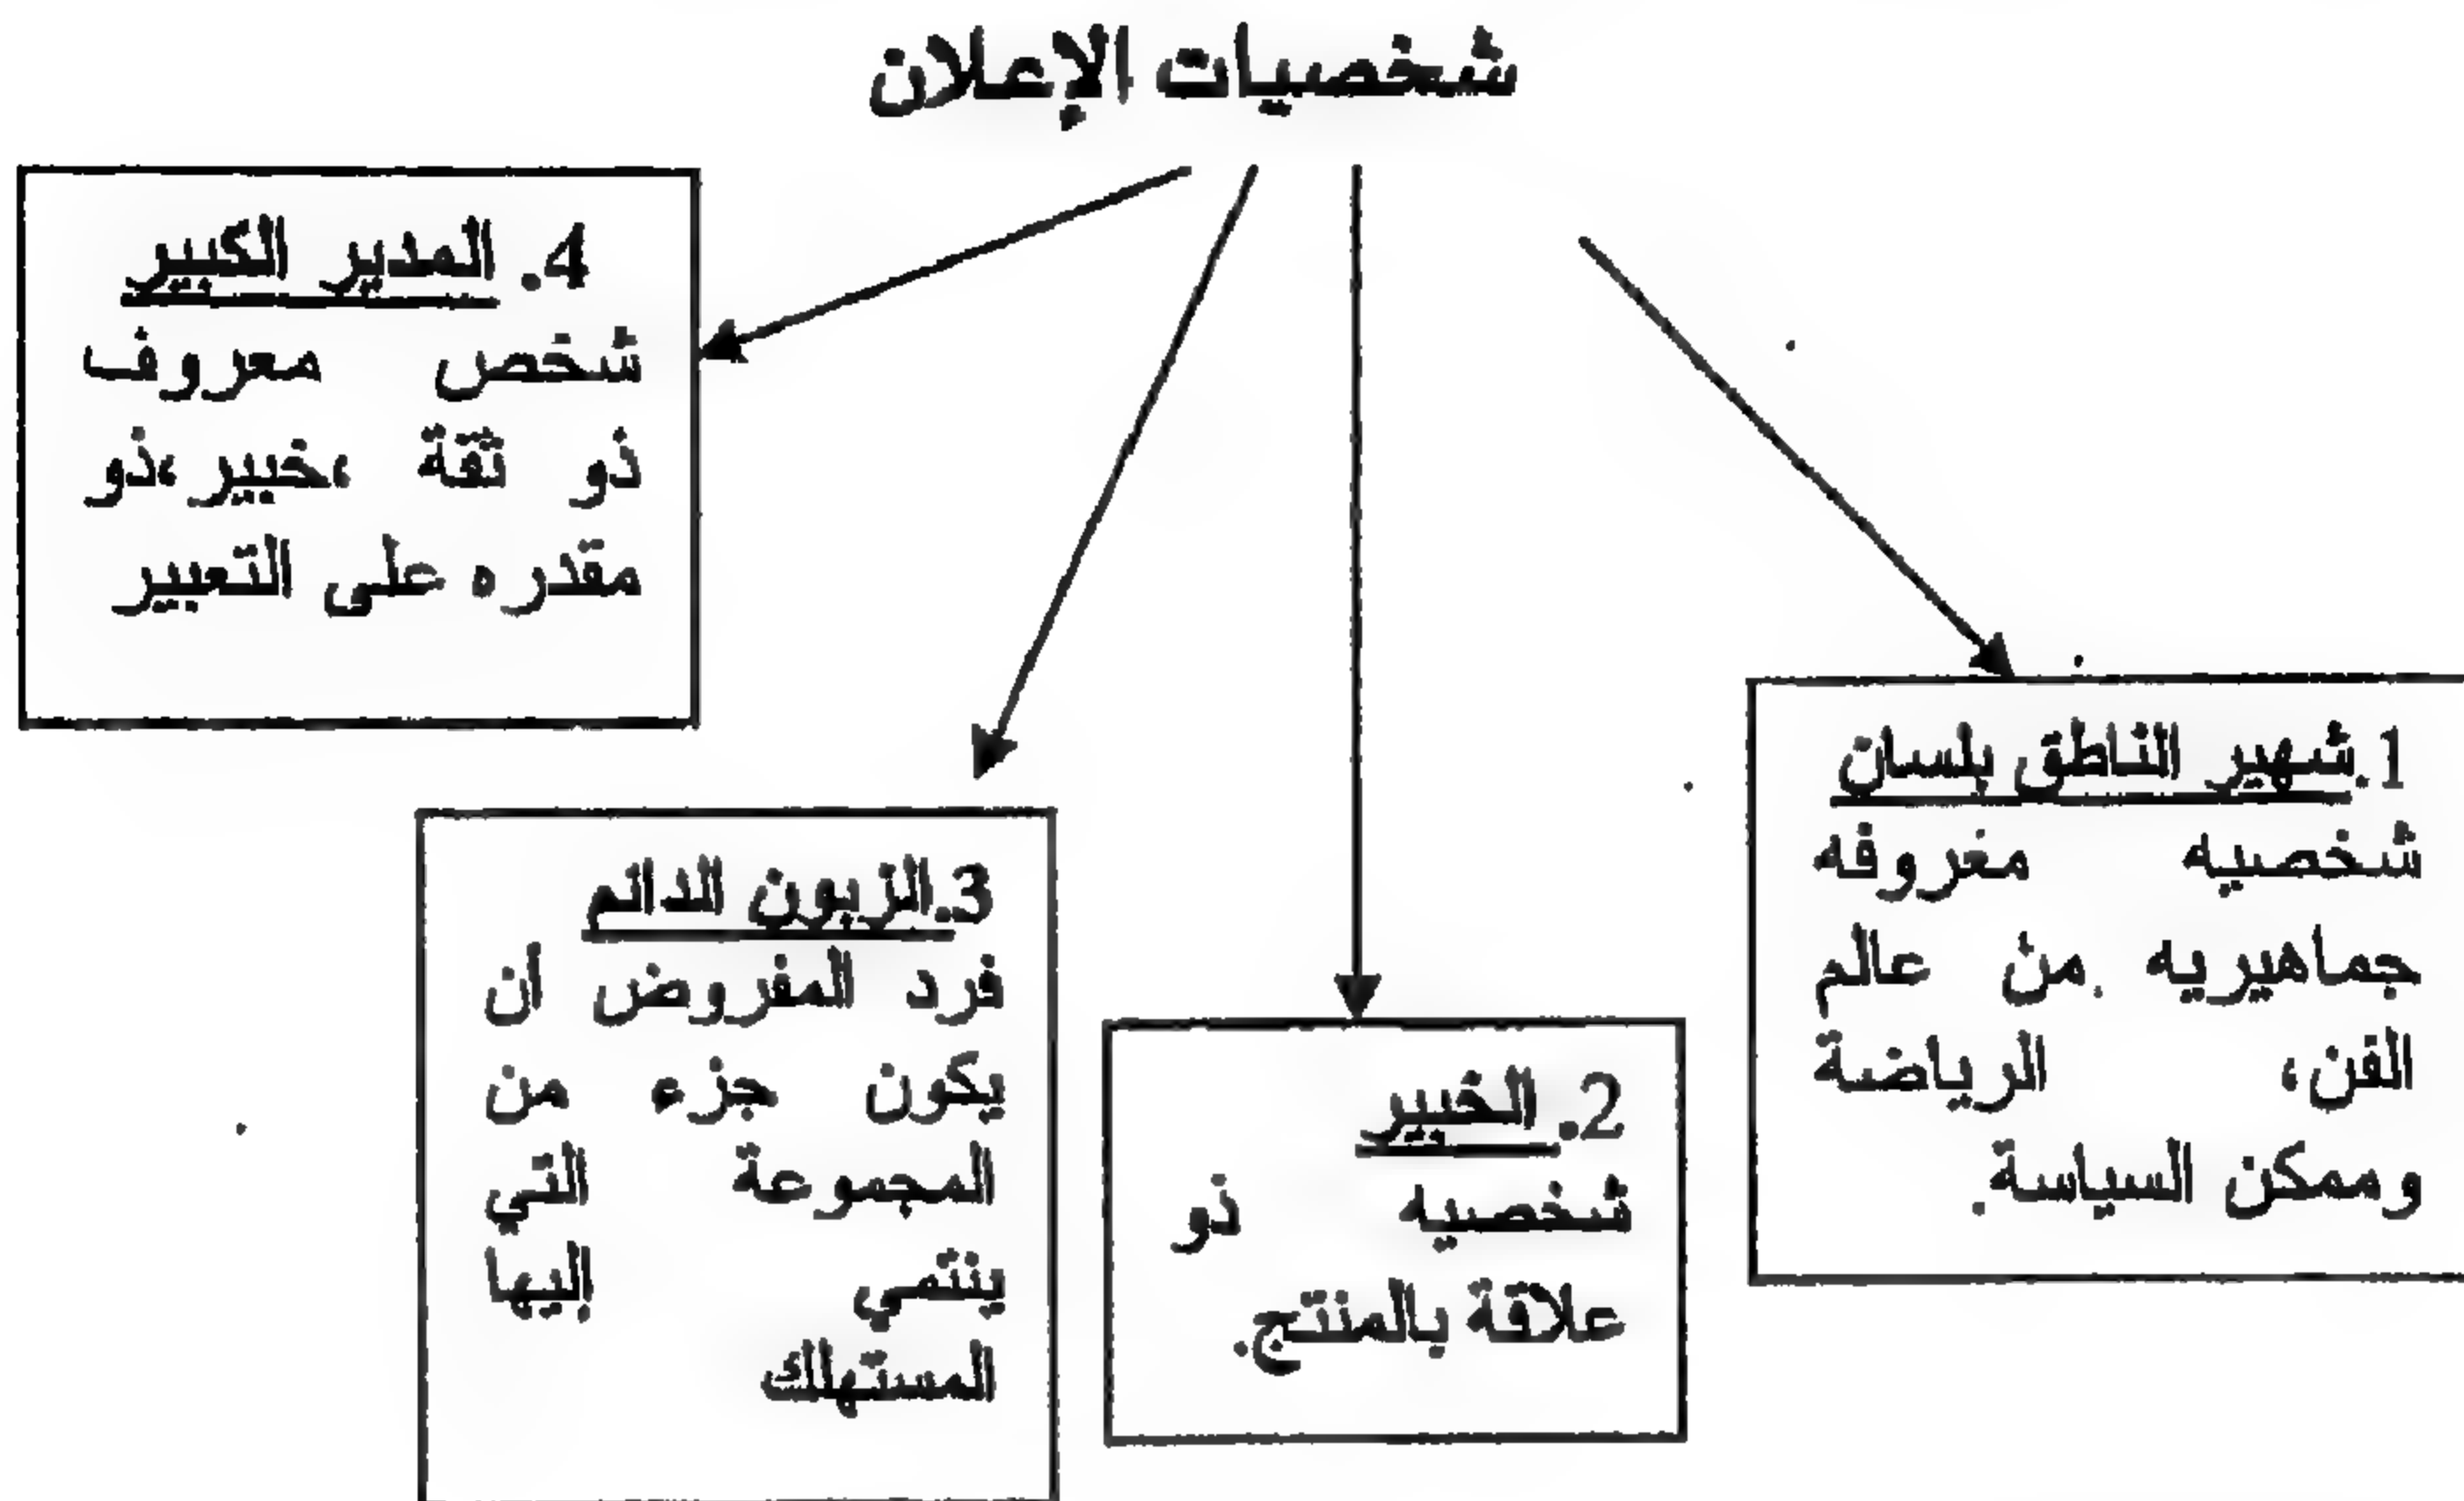 شخصيات الإعلان
1.شهير الناطق بلسان
شخصيه معروفه
جماهيريه من عالم
الفن، الرياضة
وممكن السياسة.
2. الخبير
شخصيه ذو
علاقة بالمنتج.
3.الزبون الدائم
فرد المفروض أن
يكون جزء من
المجموعة التي
ينتمي إليها
المستهلك
4. المدير الكبير
شخص معروف
ذو ثقة ،خبير،ذو
مقدره على التعبير